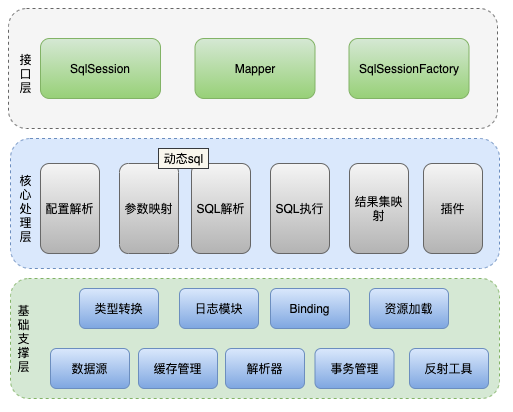 接口层
SqlSession
Mapper
SqlSessionFactory
核心处理层
动态sql
配置解析
参数映射
SQL解析
SQL执行
结果集映
射
插件
基础支撑层
类型转换
日志模块
Binding
资源加载
数据源
缓存管理
解析器
事务管理
反射工具